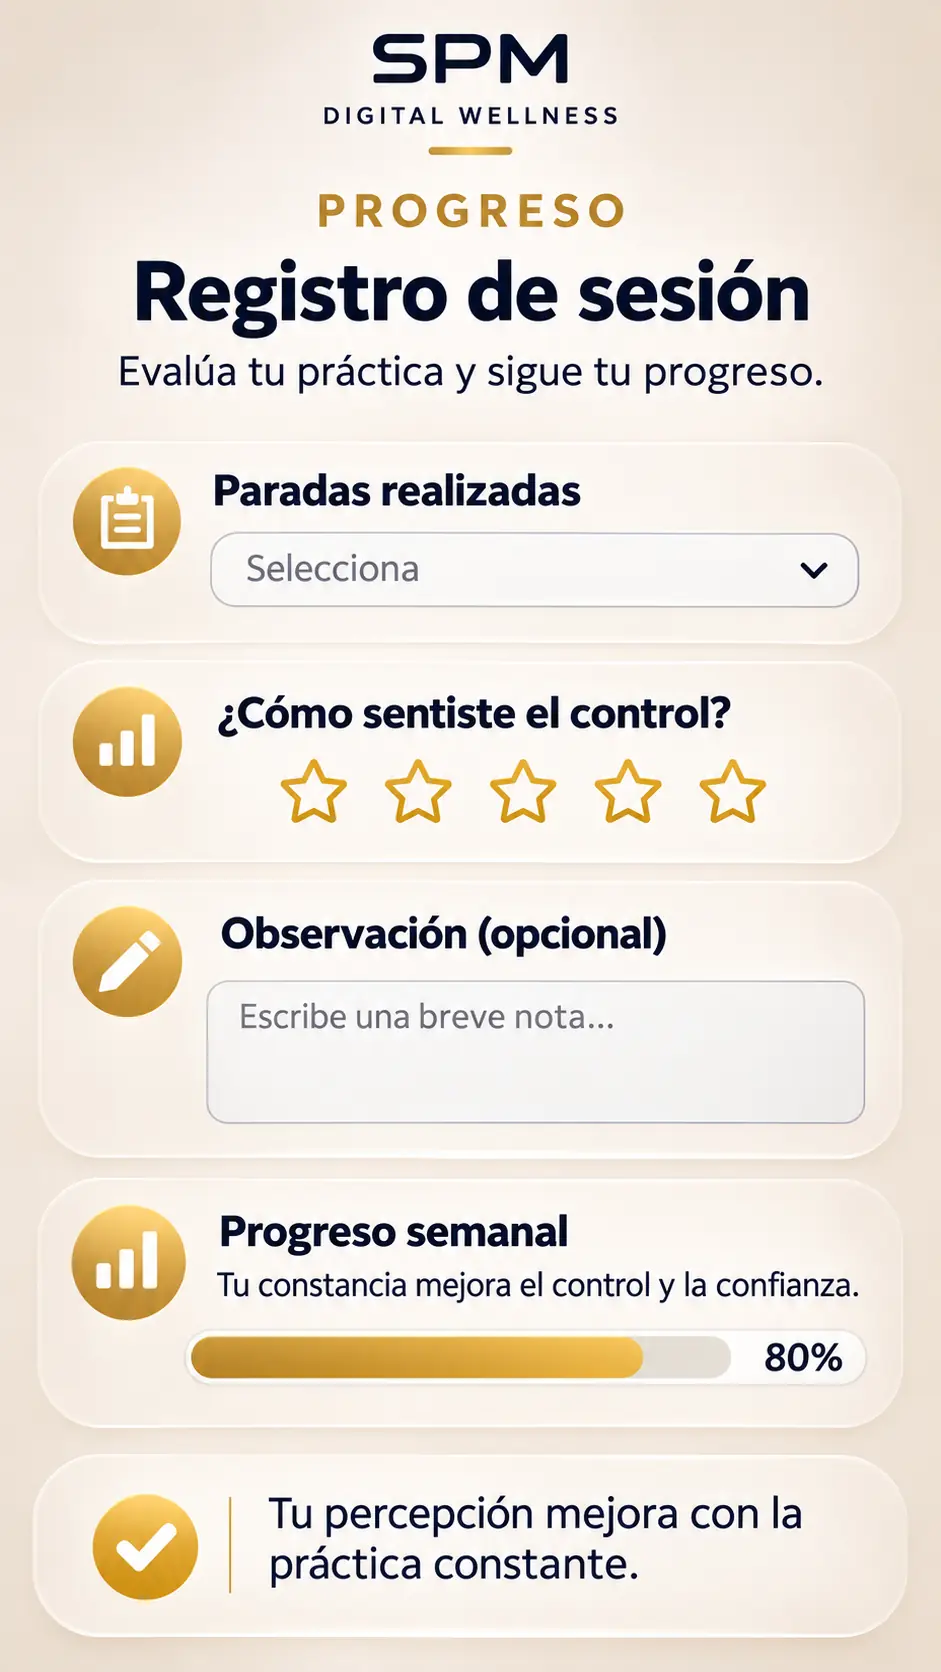 SPM
DIGITAL WELLNESS
PROGRESO
Registro de sesión
Evalúa tu práctica y sigue tu progreso.
Paradas realizadas
Selecciona
¿Cómo sentiste el control?
Observación (opcional)
Escribe una breve nota...
Progreso semanal
Tu constancia mejora el control y la confianza.
80%
Tu percepción mejora con la
práctica constante.